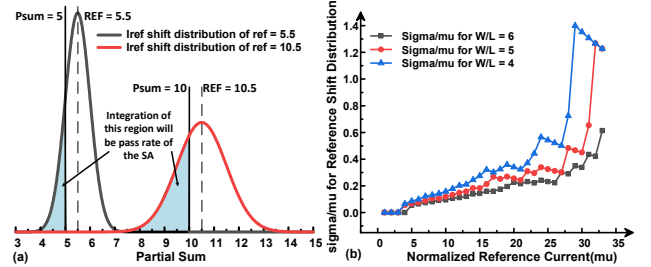 Psum = 5
REF = 5.5
Iref shift distribution of ref = 5.5
Iref shift distribution of ref = 10.5
Psum = 10
REF = 10.5
Integration of
this region will
be pass rate of
the SA
3 4 5 6 7 8 9 10 11 12 13 14 15
(a)
Partial Sum
sigma/mu for Reference Shift Distribution
1.4
1.2
1.0
0.8
0.6
0.4
0.2
0.0
Sigma/mu for W/L = 6
Sigma/mu for W/L = 5
Sigma/mu for W/L = 4
0 5 10 15 20 25 30 35
(b)
Normalized Reference Current(mu)